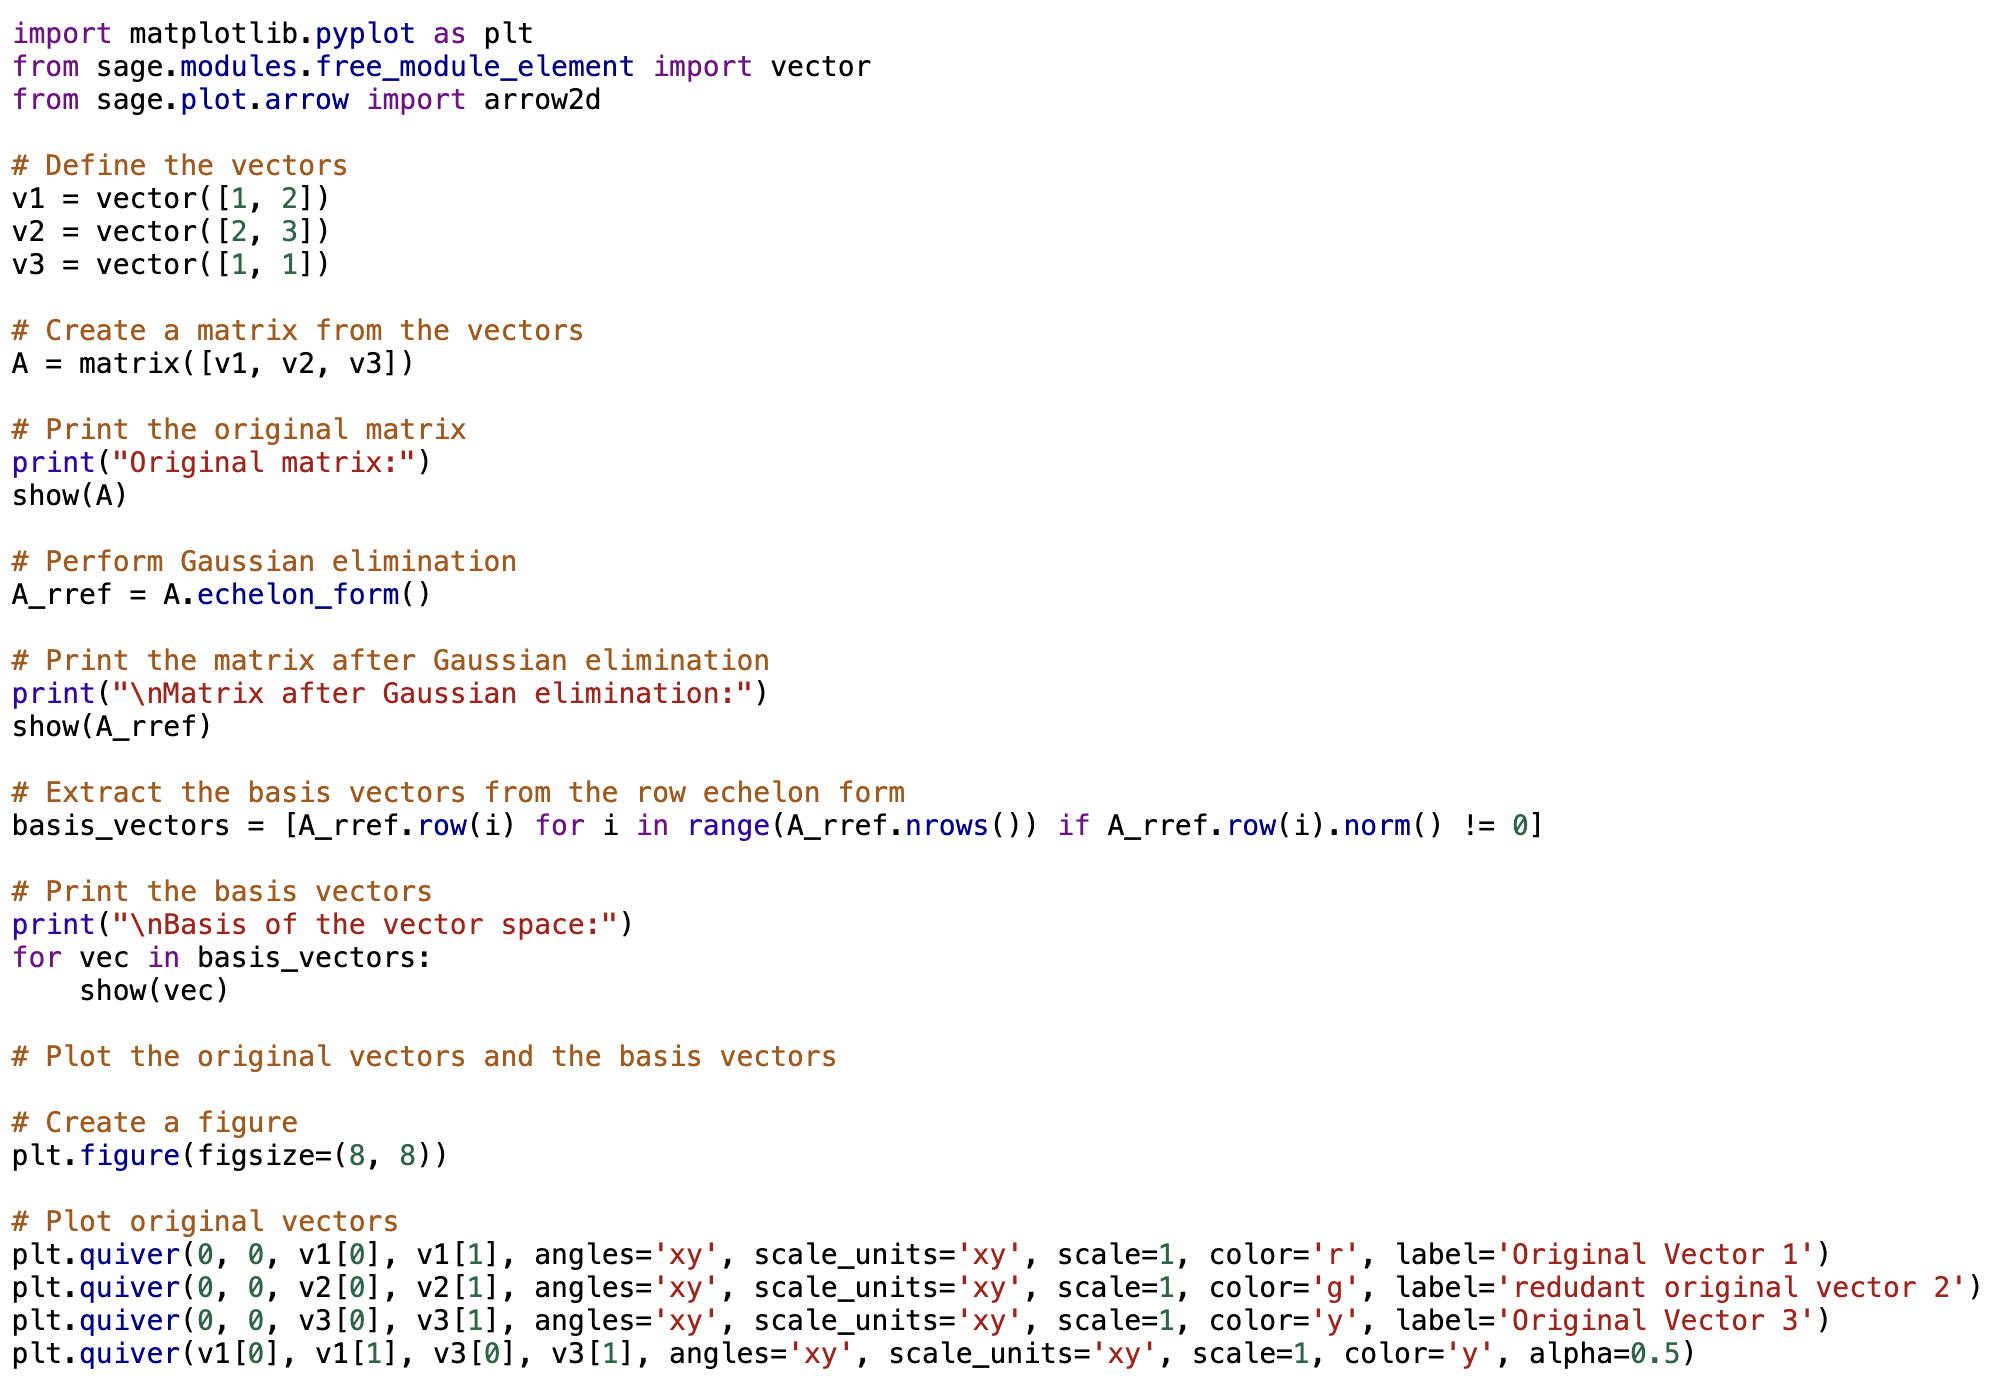 import matplotlib.pyplot as plt
from sage.modules.free_module_element import vector
from sage.plot.arrow import arrow2d

# Define the vectors
v1 = vector([1, 2])
v2 = vector([2, 3])
v3 = vector([1, 1])

# Create a matrix from the vectors
A = matrix([v1, v2, v3])

# Print the original matrix
print("Original matrix:")
show(A)

# Perform Gaussian elimination
A_rref = A.echelon_form()

# Print the matrix after Gaussian elimination
print("\nMatrix after Gaussian elimination:")
show(A_rref)

# Extract the basis vectors from the row echelon form
basis_vectors = [A_rref.row(i) for i in range(A_rref.nrows()) if A_rref.row(i).norm() != 0]

# Print the basis vectors
print("\nBasis of the vector space:")
for vec in basis_vectors:
    show(vec)

# Plot the original vectors and the basis vectors

# Create a figure
plt.figure(figsize=(8, 8))

# Plot original vectors
plt.quiver(0, 0, v1[0], v1[1], angles='xy', scale_units='xy', scale=1, color='r', label='Original Vector 1')
plt.quiver(0, 0, v2[0], v2[1], angles='xy', scale_units='xy', scale=1, color='g', label='redudant original vector 2')
plt.quiver(0, 0, v3[0], v3[1], angles='xy', scale_units='xy', scale=1, color='y', label='Original Vector 3')
plt.quiver(v1[0], v1[1], v3[0], v3[1], angles='xy', scale_units='xy', scale=1, color='y', alpha=0.5)